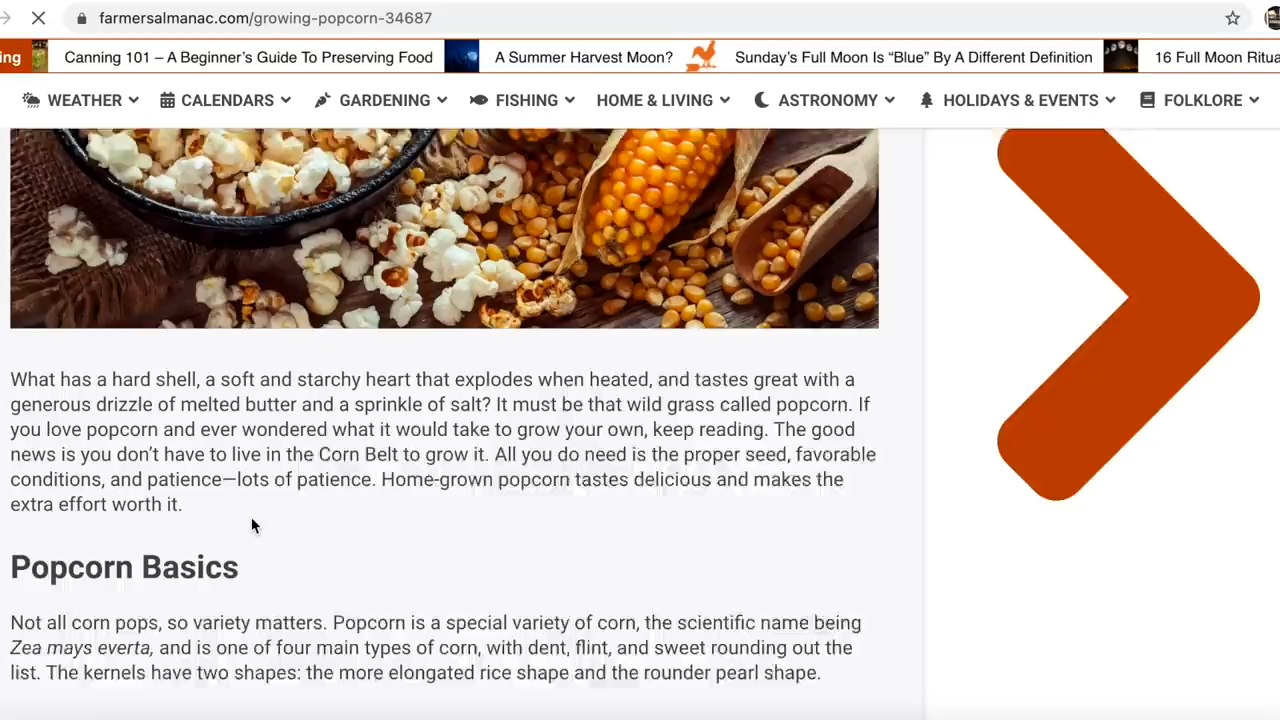 farmersalmanac.com/growing-popcorn-34687
ing Canning 101 – A Beginner's Guide To Preserving Food A Summer Harvest Moon? Sunday's Full Moon Is “Blue” By A Different Definition 16 Full Moon Ritua
WEATHER CALENDARS GARDENING FISHING HOME & LIVING ASTRONOMY HOLIDAYS & EVENTS FOLKLORE
What has a hard shell, a soft and starchy heart that explodes when heated, and tastes great with a
generous drizzle of melted butter and a sprinkle of salt? It must be that wild grass called popcorn. If
you love popcorn and ever wondered what it would take to grow your own, keep reading. The good
news is you don't have to live in the Corn Belt to grow it. All you do need is the proper seed, favorable
conditions, and patience—lots of patience. Home-grown popcorn tastes delicious and makes the
extra effort worth it.
Popcorn Basics
Not all corn pops, so variety matters. Popcorn is a special variety of corn, the scientific name being
Zea mays everta, and is one of four main types of corn, with dent, flint, and sweet rounding out the
list. The kernels have two shapes: the more elongated rice shape and the rounder pearl shape.